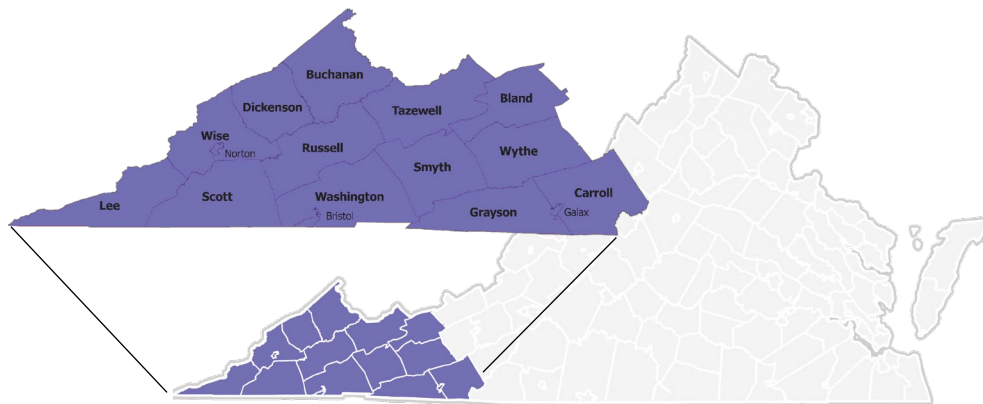 Buchanan
Bland
Dickenson
Tazewell
Wise
Russell
Norton
Wythe
Smyth
Carroll
Scott
Washington
Lee
Grayson
Galax
Bristol